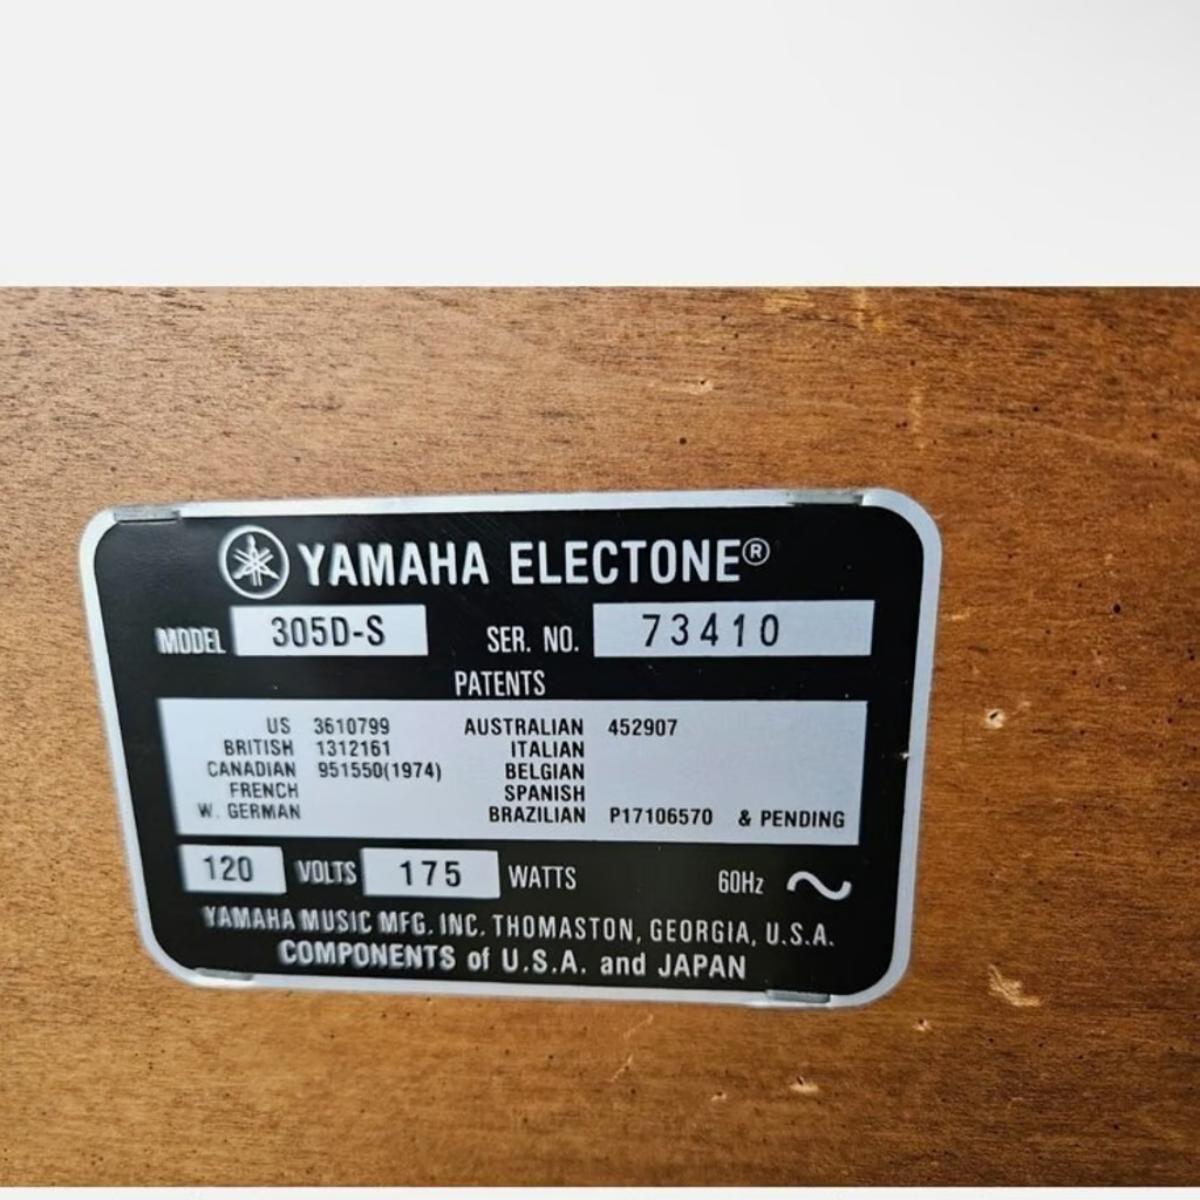 YAMAHA ELECTONE®
MODEL 305D-S SER. NO. 73410
PATENTS
US 3610799 AUSTRALIAN 452907
BRITISH 1312161 ITALIAN
CANADIAN 951550(1974) BELGIAN
FRENCH SPANISH
W. GERMAN BRAZILIAN P17106570 & PENDING
120 VOLTS 175 WATTS 60Hz
YAMAHA MUSIC MFG. INC. THOMASTON, GEORGIA, U.S.A.
COMPONENTS of U.S.A. and JAPAN